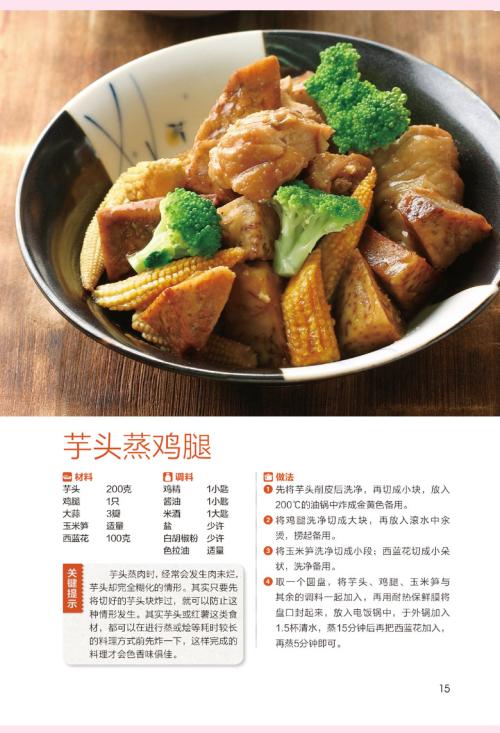 芋头蒸鸡腿
材料
芋头 200克
鸡腿 1只
大蒜 3瓣
玉米笋 适量
西蓝花 100克
调料
鸡精 1小匙
酱油 1小匙
米酒 1大匙
盐 少许
白胡椒粉 少许
色拉油 适量
关键提示
芋头蒸肉时，经常会发生肉未烂，
芋头却完全糊化的情形。其实只要先
将切好的芋头块炸过，就可以防止这
种情形发生。其实芋头或红薯这类食
材，都可以在进行蒸或烩等耗时较长
的料理方式前先炸一下，这样完成的
料理才会色香味俱佳。
做法
1 先将芋头削皮后洗净，再切成小块，放入
200℃的油锅中炸成金黄色备用。
2 将鸡腿洗净切成大块，再放入滚水中汆
烫，捞起备用。
3 将玉米笋洗净切成小段；西蓝花切成小朵
状，洗净备用。
4 取一个圆盘，将芋头、鸡腿、玉米笋与
其余的调料一起加入，再用耐热保鲜膜将
盘口封起来，放入电饭锅中，于外锅加入
1.5杯清水，蒸15分钟后再把西蓝花加入，
再蒸5分钟即可。
15